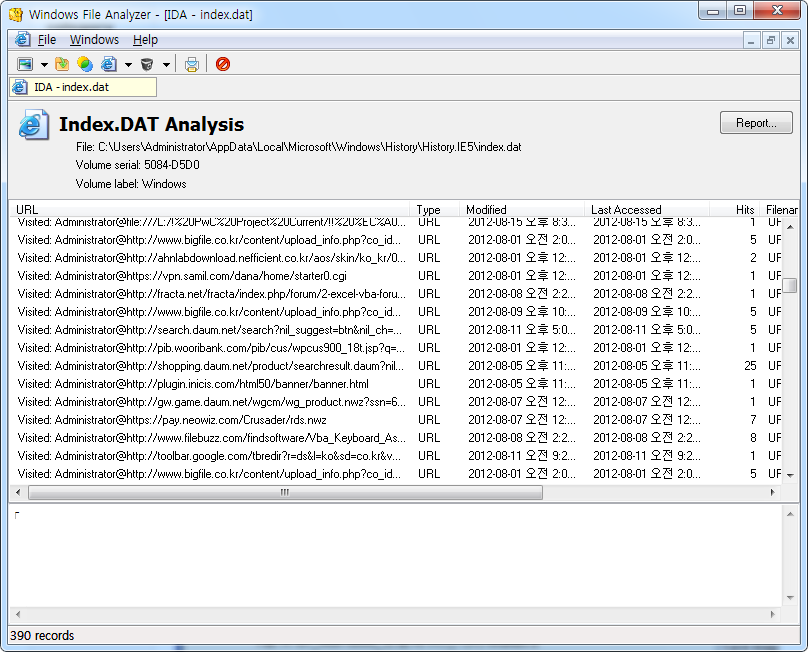 Windows File Analyzer - [IDA - index.dat]
File Windows Help
IDA - index.dat
Index.DAT Analysis
Report...
File: C:\Users\Administrator\AppData\Local\Microsoft\Windows\History\History.IE5\index.dat
Volume serial: 5084-D5D0
Volume label: Windows
URL Type Modified Last Accessed Hits Filenar
Visited: Administrator@file:///L:/!%20PwC%20Project%20Current/!!%20%EC%A0... URL 2012-08-15 오후 8:3... 2012-08-15 오후 8:3... 1 UF
Visited: Administrator@http://www.bigfile.co.kr/content/upload_info.php?co_id... URL 2012-08-01 오전 2:0... 2012-08-01 오전 2:0... 5 UF
Visited: Administrator@http://ahnlabdownload.nefficient.co.kr/aos/skin/ko_kr/0... URL 2012-08-01 오후 12:... 2012-08-01 오후 12:... 2 UF
Visited: Administrator@https://vpn.samil.com/dana/home/starter0.cgi URL 2012-08-01 오후 12:... 2012-08-01 오후 12:... 1 UF
Visited: Administrator@http://fracta.net/fracta/index.php/forum/2-excel-vba-foru... URL 2012-08-08 오전 2:2... 2012-08-08 오전 2:2... 1 UF
Visited: Administrator@http://www.bigfile.co.kr/content/upload_info.php?co_id... URL 2012-08-09 오후 10:... 2012-08-09 오후 10:... 5 UF
Visited: Administrator@http://search.daum.net/search?nil_suggest=btn&nil_ch=... URL 2012-08-11 오후 5:0... 2012-08-11 오후 5:0... 5 UF
Visited: Administrator@http://pib.wooribank.com/pib/cus/wpcus900_18t.jsp?q=... URL 2012-08-01 오후 12:... 2012-08-01 오후 12:... 1 UF
Visited: Administrator@http://shopping.daum.net/product/searchresult.daum?nil... URL 2012-08-05 오후 11:... 2012-08-05 오후 11:... 25 UF
Visited: Administrator@http://plugin.inicis.com/html50/banner/banner.html URL 2012-08-05 오후 11:... 2012-08-05 오후 11:... 1 UF
Visited: Administrator@http://gw.game.daum.net/wgcm/wg_product.nwz?ssn=6... URL 2012-08-07 오전 12:... 2012-08-07 오전 12:... 1 UF
Visited: Administrator@https://pay.neowiz.com/Crusader/rds.nwz URL 2012-08-07 오전 12:... 2012-08-07 오전 12:... 7 UF
Visited: Administrator@http://www.filebuzz.com/findsoftware/Vba_Keyboard_As... URL 2012-08-08 오전 2:2... 2012-08-08 오전 2:2... 8 UF
Visited: Administrator@http://toolbar.google.com/tbredir?r=ds&l=ko&sd=co.kr&v... URL 2012-08-11 오전 9:2... 2012-08-11 오전 9:2... 1 UF
Visited: Administrator@http://www.bigfile.co.kr/content/upload_info.php?co_id... URL 2012-08-01 오전 2:0... 2012-08-01 오전 2:0... 5 UF
390 records